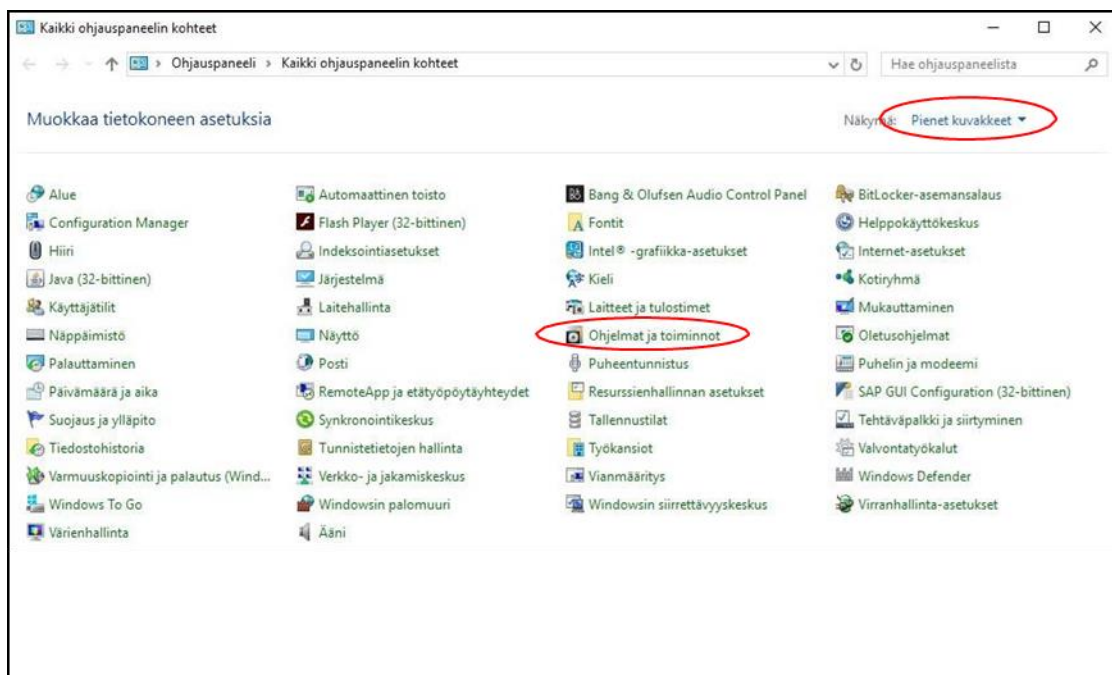 Kaikki ohjauspaneelin kohteet
Ohjauspaneeli > Kaikki ohjauspaneelin kohteet
Hae ohjauspaneelista
Muokkaa tietokoneen asetuksia
Näkymä: Pienet kuvakkeet
Alue
Automaattinen toisto
Bang & Olufsen Audio Control Panel
BitLocker-asemansalaus
Configuration Manager
Flash Player (32-bittinen)
Fontit
Helppokäyttökeskus
Hiiri
Indeksointiasetukset
Intel® -grafiikka-asetukset
Internet-asetukset
Java (32-bittinen)
Järjestelmä
Kieli
Kotiryhmä
Käyttäjätilit
Laitehallinta
Laitteet ja tulostimet
Mukauttaminen
Näppäimistö
Näyttö
Ohjelmat ja toiminnot
Oletusohjelmat
Palauttaminen
Posti
Puheentunnistus
Puhelin ja modeemi
Päivämäärä ja aika
RemoteApp ja etätyöpöytäyhteydet
Resurssienhallinnan asetukset
SAP GUI Configuration (32-bittinen)
Suojaus ja ylläpito
Synkronointikeskus
Tallennustilat
Tehtäväpalkki ja siirtyminen
Tiedostohistoria
Tunnistetietojen hallinta
Työkansiot
Valvontatyökalut
Varmuuskopiointi ja palautus (Wind...
Verkko- ja jakamiskeskus
Vianmääritys
Windows Defender
Windows To Go
Windowsin palomuuri
Windowsin siirrettävyyskeskus
Virranhallinta-asetukset
Värienhallinta
Ääni